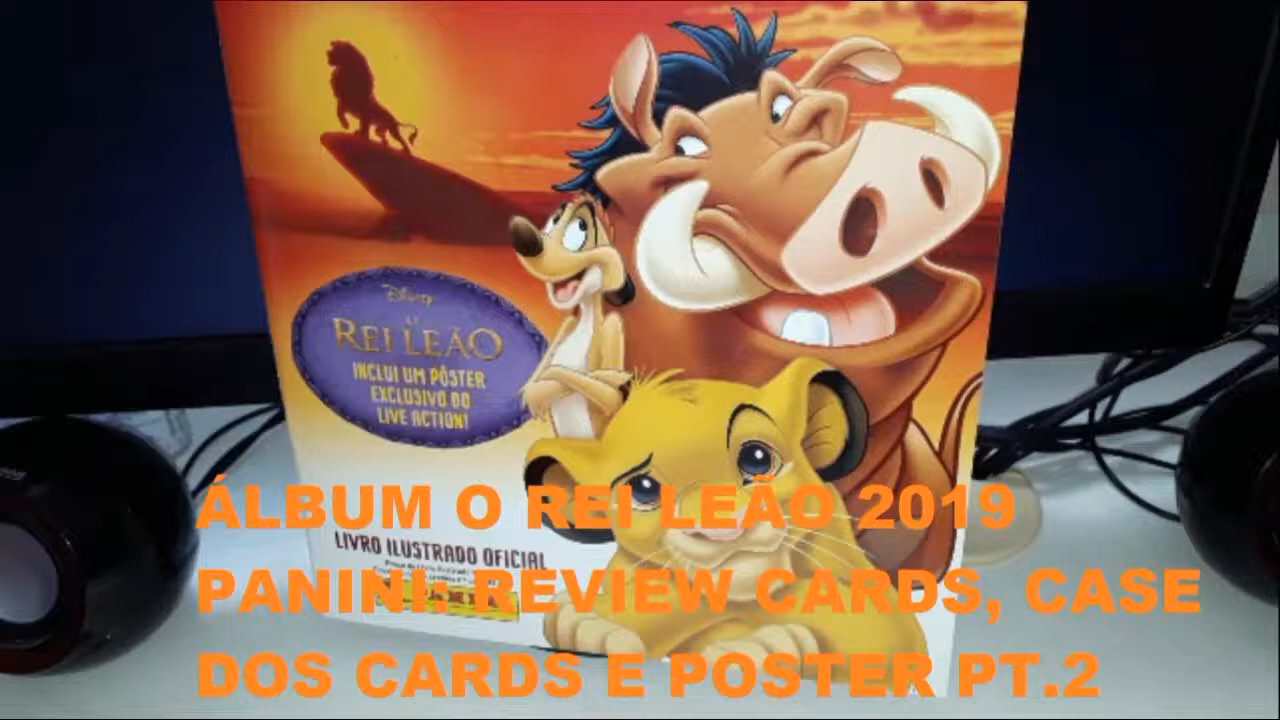 Disney
O
REI LEÃO
INCLUI UM PÔSTER
EXCLUSIVO DO
LIVE ACTION!
ÁLBUM O REI LEÃO 2019
LIVRO ILUSTRADO OFICIAL
PANINI: REVIEW CARDS, CASE
DOS CARDS E POSTER PT.2